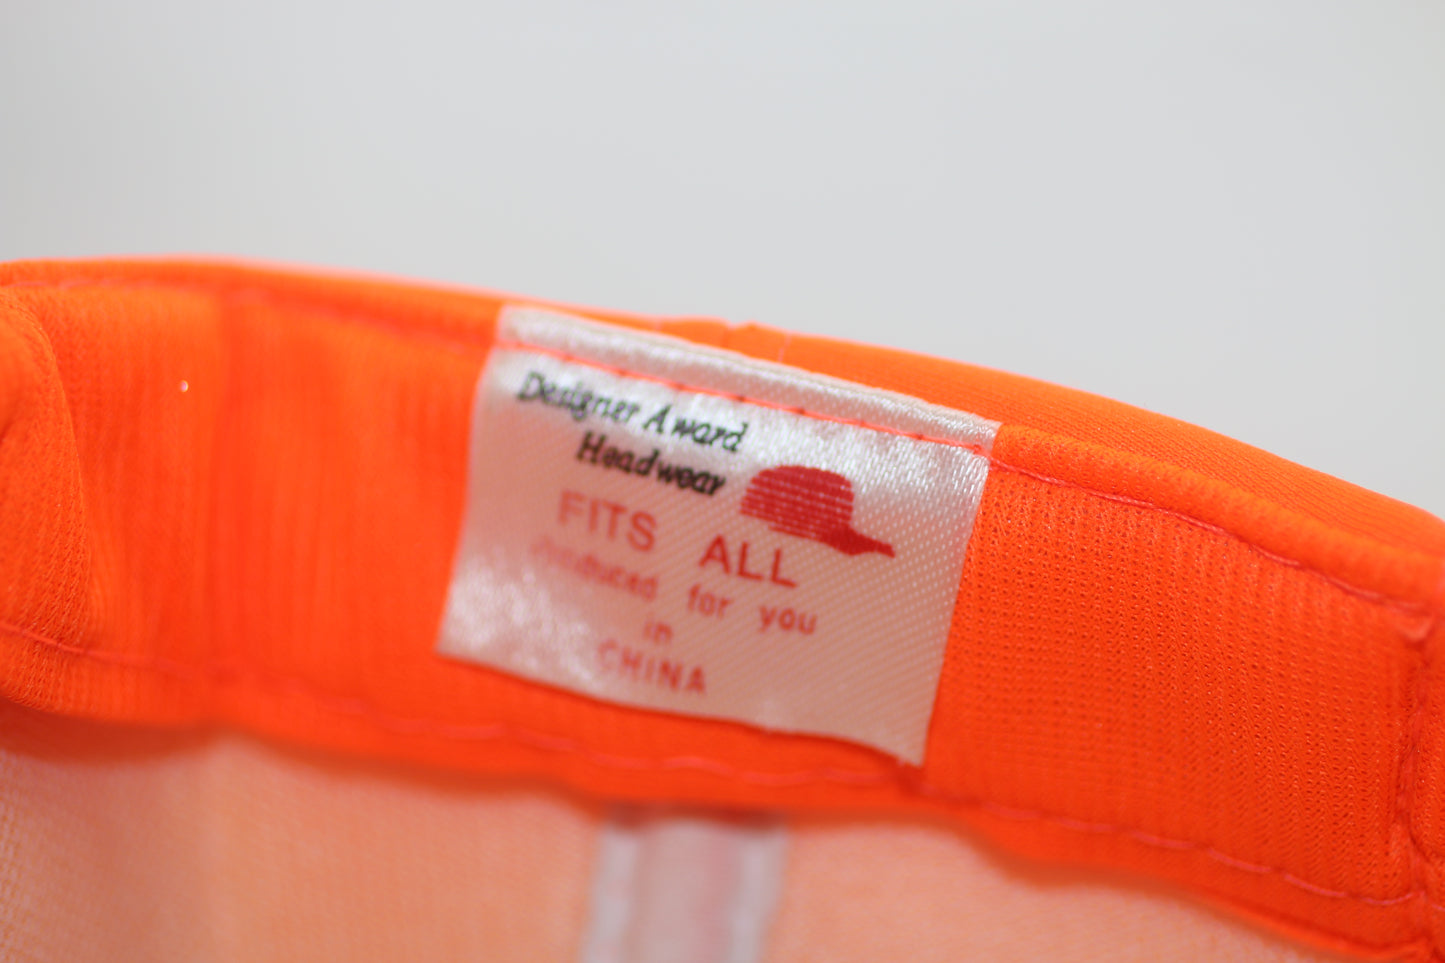 Designer Award
Headwear
FITS ALL
Produced for you
in
CHINA